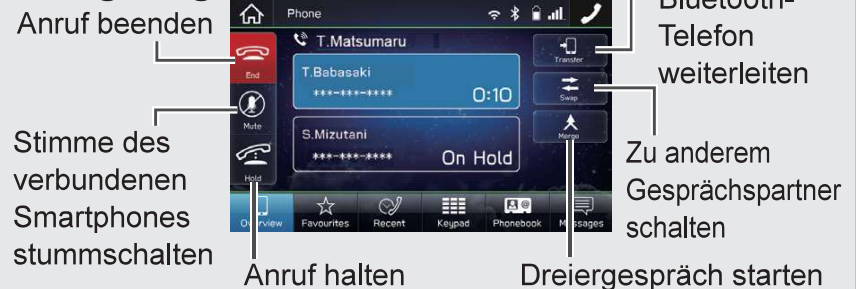 Anruf beenden
Bluetooth-
Telefon
weiterleiten
Phone
T.Matsumaru
T.Babasaki
***-***-****
0:10
S.Mizutani
***-***-****
On Hold
End
Mute
Hold
Transfer
Swap
Merge
Overview
Favourites
Recent
Keypad
Phonebook
Messages
Stimme des
verbundenen
Smartphones
stummschalten
Zu anderem
Gesprächspartner
schalten
Anruf halten
Dreiergespräch starten